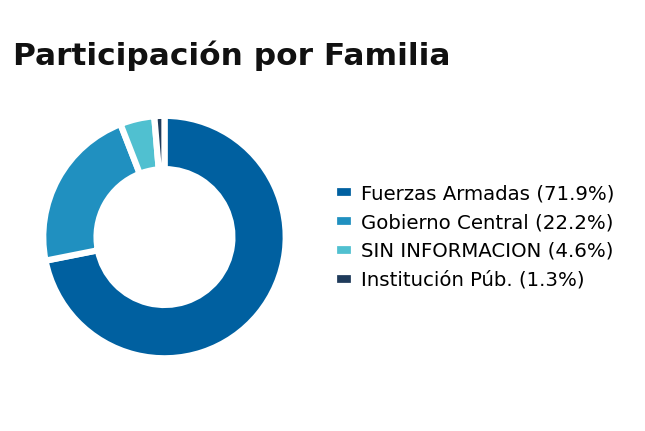 Participación por Familia
Fuerzas Armadas (71.9%)
Gobierno Central (22.2%)
SIN INFORMACION (4.6%)
Institución Púb. (1.3%)